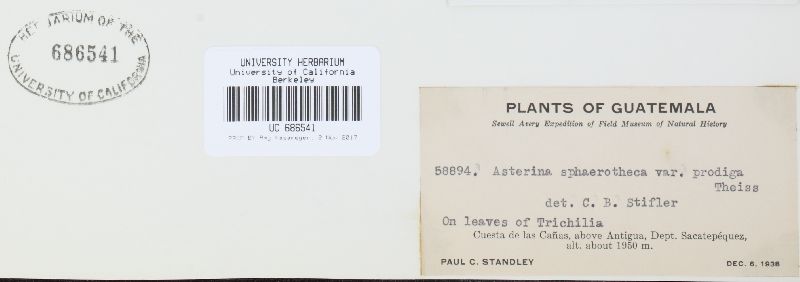 HERBARIUM OF THE
686541
UNIVERSITY OF CALIFORNIA
UNIVERSITY HERBARIUM
University of California
Berkeley
UC 686541
2017
PLANTS OF GUATEMALA
Sewell Avery Expedition of Field Museum of Natural History
58894. Asterina sphaerotheca var. prodiga
Theiss
det. C. B. Stifler
On leaves of Trichilia
Cuesta de las Cañas, above Antigua, Dept. Sacatepéquez,
alt. about 1950 m.
PAUL C. STANDLEY
DEC. 6, 1938